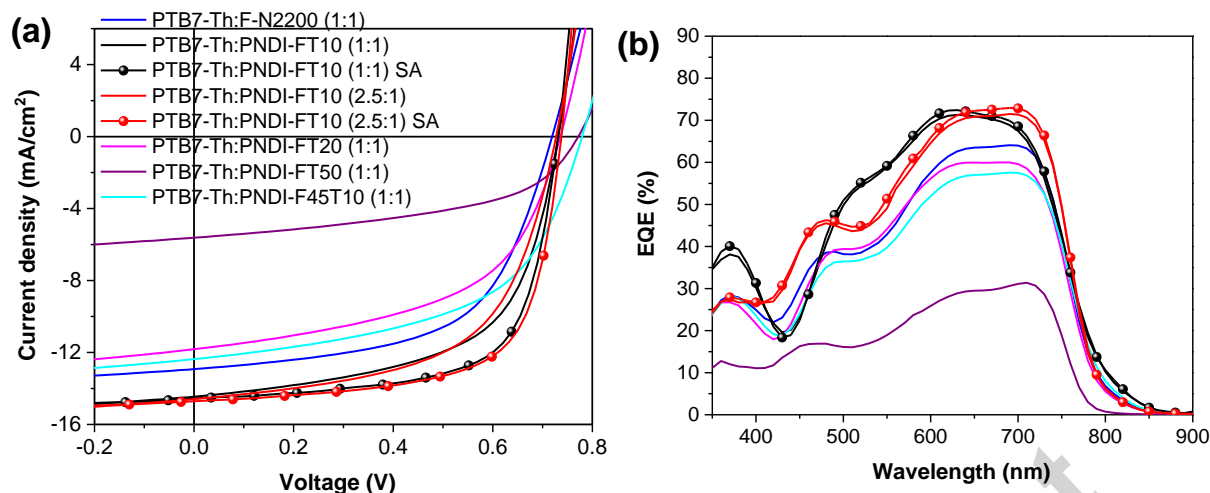 (a)
PTB7-Th:F-N2200 (1:1)
PTB7-Th:PNDI-FT10 (1:1)
PTB7-Th:PNDI-FT10 (1:1) SA
PTB7-Th:PNDI-FT10 (2.5:1)
PTB7-Th:PNDI-FT10 (2.5:1) SA
PTB7-Th:PNDI-FT20 (1:1)
PTB7-Th:PNDI-FT50 (1:1)
PTB7-Th:PNDI-F45T10 (1:1)
4
0
-4
-8
-12
-16
Current density (mA/cm²)
-0.2 0.0 0.2 0.4 0.6 0.8
Voltage (V)
(b)
90
80
70
60
50
40
30
20
10
0
EQE (%)
400 500 600 700 800 900
Wavelength (nm)
t